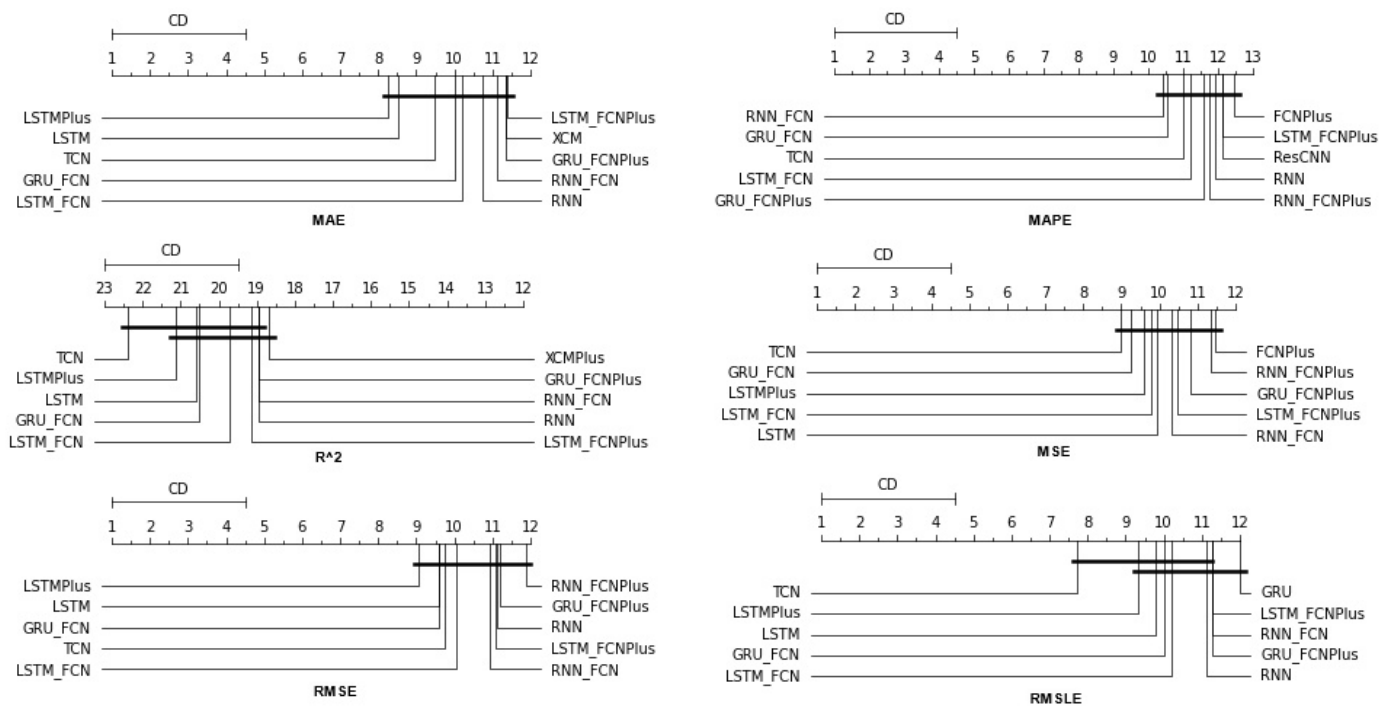 CD
1 2 3 4 5 6 7 8 9 10 11 12
LSTMPlus LSTM_FCNPlus
LSTM XCM
TCN GRU_FCNPlus
GRU_FCN RNN_FCN
LSTM_FCN RNN
MAE
CD
1 2 3 4 5 6 7 8 9 10 11 12 13
RNN_FCN FCNPlus
GRU_FCN LSTM_FCNPlus
TCN ResCNN
LSTM_FCN RNN
GRU_FCNPlus RNN_FCNPlus
MAPE
CD
23 22 21 20 19 18 17 16 15 14 13 12
TCN XCMPlus
LSTMPlus GRU_FCNPlus
LSTM RNN_FCN
GRU_FCN RNN
LSTM_FCN LSTM_FCNPlus
R^2
CD
1 2 3 4 5 6 7 8 9 10 11 12
TCN FCNPlus
GRU_FCN RNN_FCNPlus
LSTMPlus GRU_FCNPlus
LSTM_FCN LSTM_FCNPlus
LSTM RNN_FCN
MSE
CD
1 2 3 4 5 6 7 8 9 10 11 12
LSTMPlus RNN_FCNPlus
LSTM GRU_FCNPlus
GRU_FCN RNN
TCN LSTM_FCNPlus
LSTM_FCN RNN_FCN
RMSE
CD
1 2 3 4 5 6 7 8 9 10 11 12
TCN GRU
LSTMPlus LSTM_FCNPlus
LSTM RNN_FCN
GRU_FCN GRU_FCNPlus
LSTM_FCN RNN
RMSLE